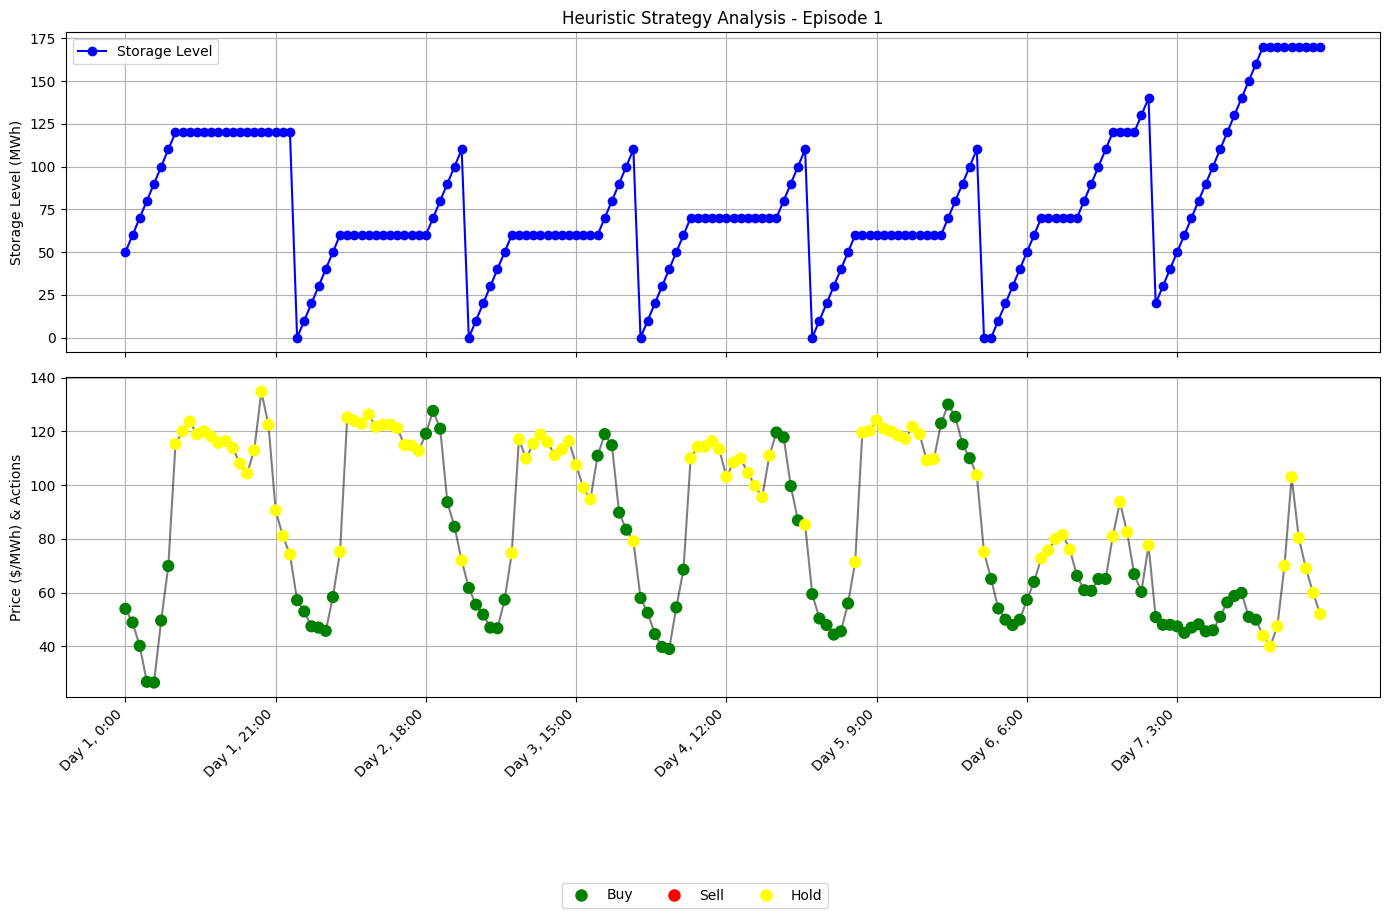 Heuristic Strategy Analysis - Episode 1
Storage Level (MWh)
175
150
125
100
75
50
25
0
Storage Level
Price ($/MWh) & Actions
140
120
100
80
60
40
Day 1, 0:00
Day 1, 21:00
Day 2, 18:00
Day 3, 15:00
Day 4, 12:00
Day 5, 9:00
Day 6, 6:00
Day 7, 3:00
Buy
Sell
Hold